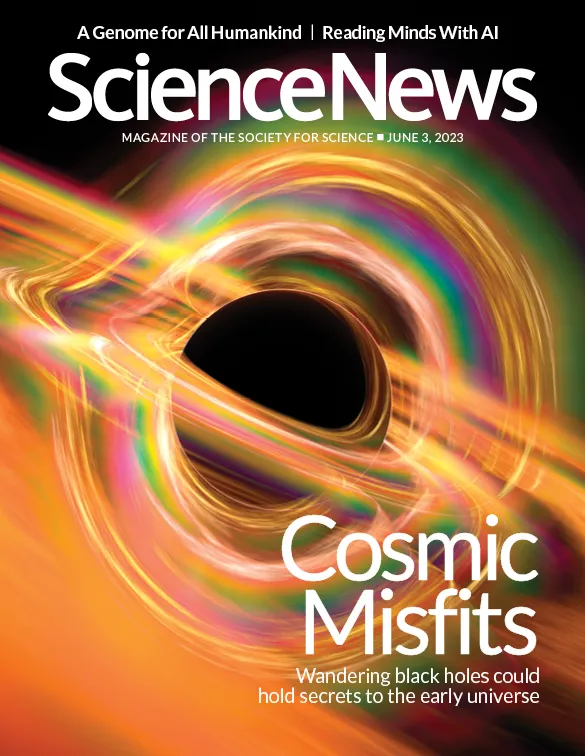 A Genome for All Humankind | Reading Minds With AI
ScienceNews
MAGAZINE OF THE SOCIETY FOR SCIENCE ■ JUNE 3, 2023
Cosmic
Misfits
Wandering black holes could
hold secrets to the early universe